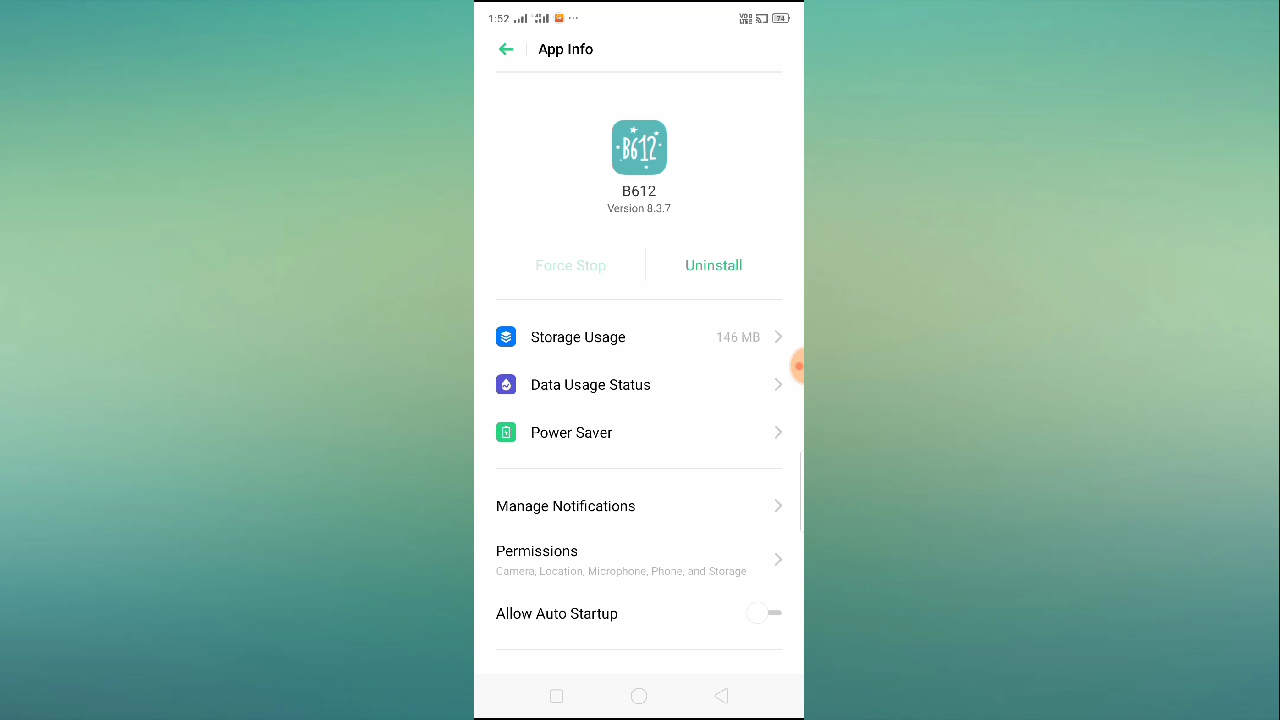 1:52
74
App Info
B612
B612
Version 8.3.7
Force Stop
Uninstall
Storage Usage
146 MB
Data Usage Status
Power Saver
Manage Notifications
Permissions
Camera, Location, Microphone, Phone, and Storage
Allow Auto Startup